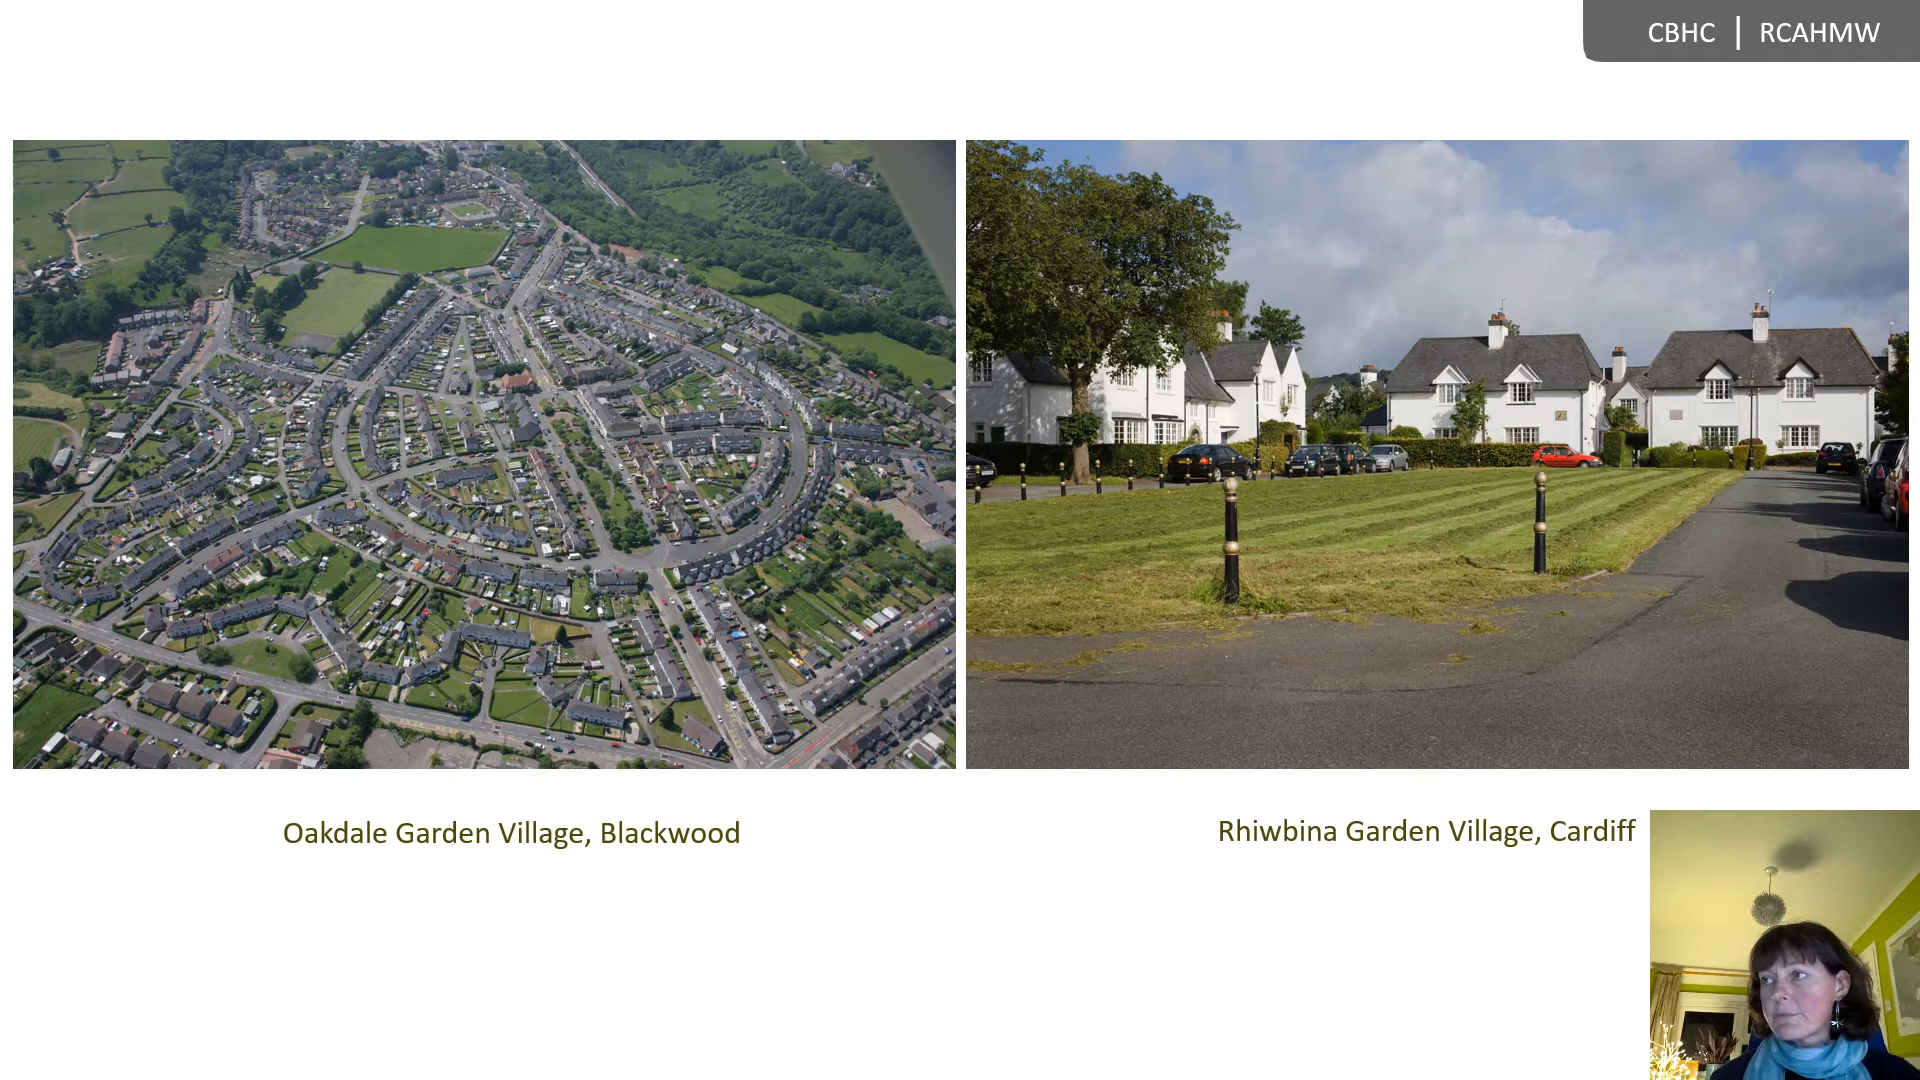 CBHC | RCAHMW
Oakdale Garden Village, Blackwood
Rhiwbina Garden Village, Cardiff